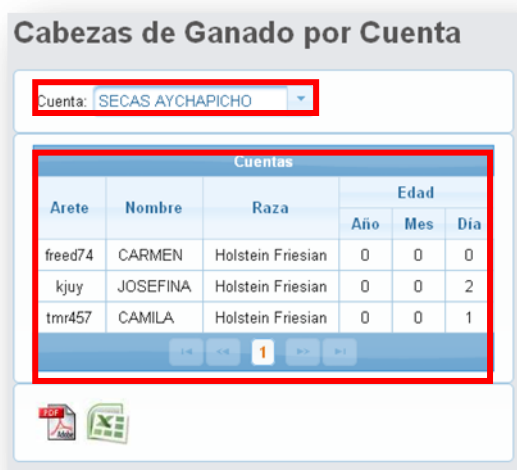 Cabezas de Ganado por Cuenta
Cuenta: SECAS AYCHAPICHO
Cuentas
Arete Nombre Raza Edad
Año Mes Día
freed74 CARMEN Holstein Friesian 0 0 0
kjuy JOSEFINA Holstein Friesian 0 0 2
tmr457 CAMILA Holstein Friesian 0 0 1
1
PDF Adobe
X